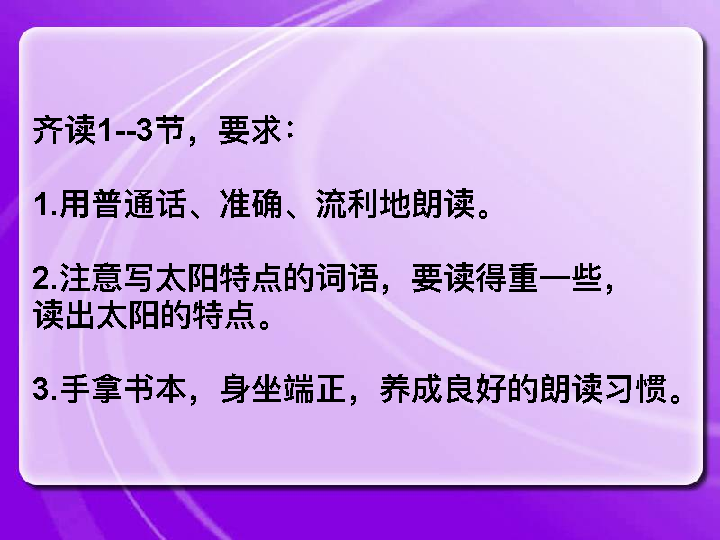 齐读1--3节，要求：
1.用普通话、准确、流利地朗读。
2.注意写太阳特点的词语，要读得重一些，
读出太阳的特点。
3.手拿书本，身坐端正，养成良好的朗读习惯。